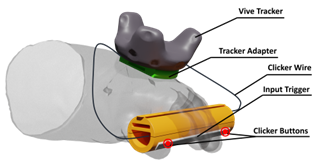 Vive Tracker
Tracker Adapter
Clicker Wire
Input Trigger
Clicker Buttons